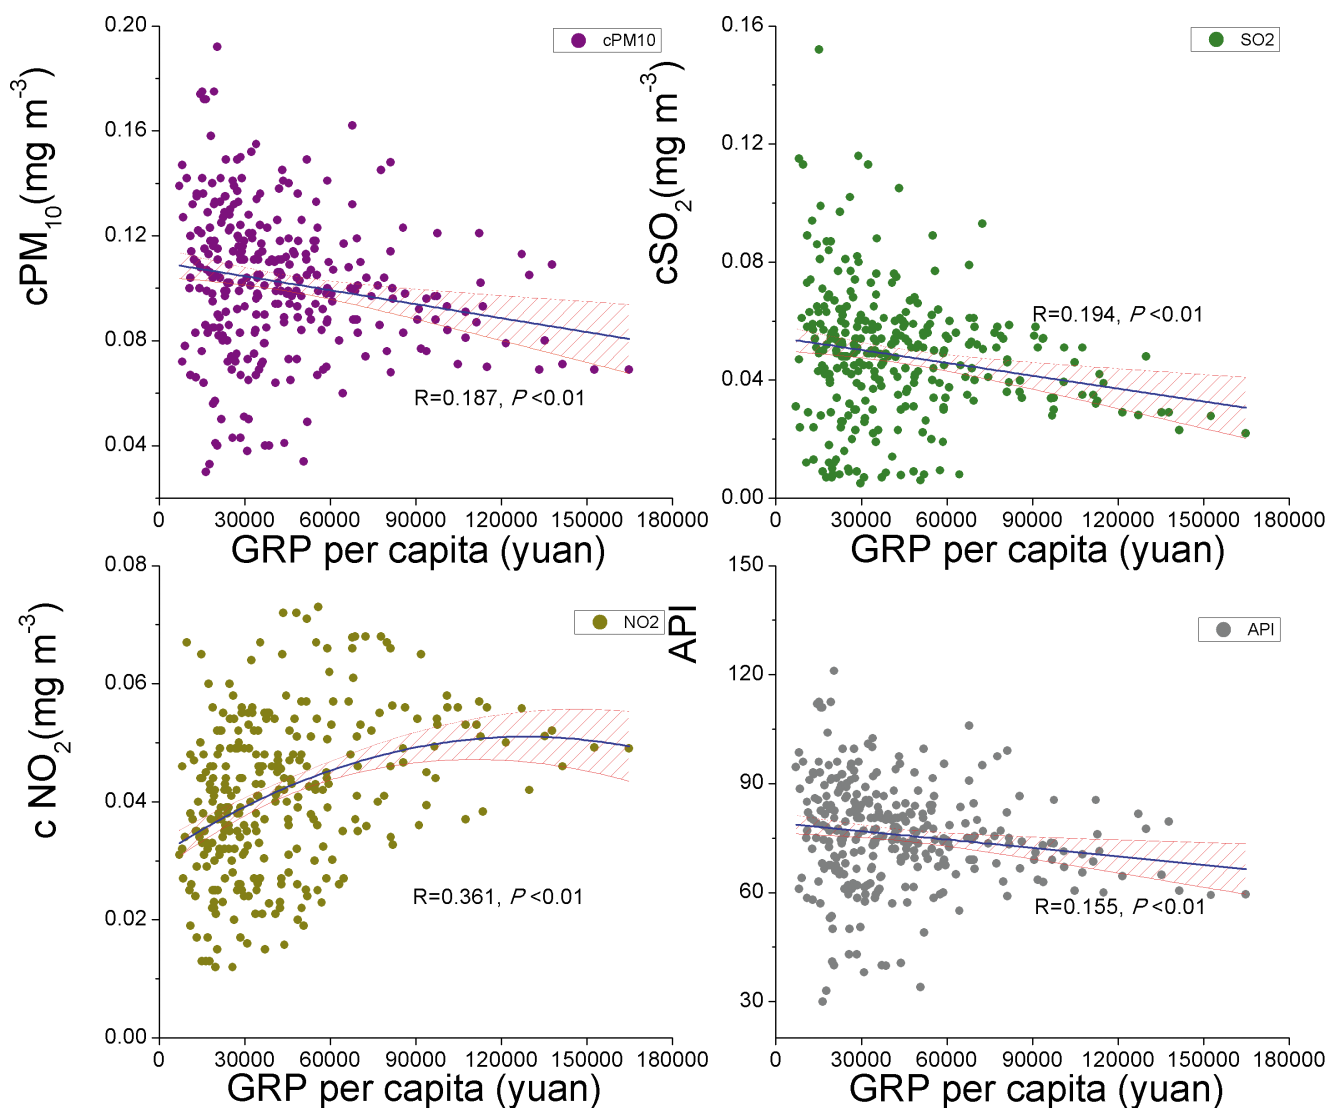 cPM10(mg m-3)
0.20
0.16
0.12
0.08
0.04
cPM10
R=0.187, P<0.01
0 30000 60000 90000 120000 150000 180000
GRP per capita (yuan)
cSO2(mg m-3)
0.16
0.12
0.08
0.04
0.00
SO2
R=0.194, P<0.01
0 30000 60000 90000 120000 150000 180000
GRP per capita (yuan)
c NO2(mg m-3)
0.08
0.06
0.04
0.02
0.00
NO2
R=0.361, P<0.01
0 30000 60000 90000 120000 150000 180000
GRP per capita (yuan)
API
150
120
90
60
30
API
R=0.155, P<0.01
0 30000 60000 90000 120000 150000 180000
GRP per capita (yuan)